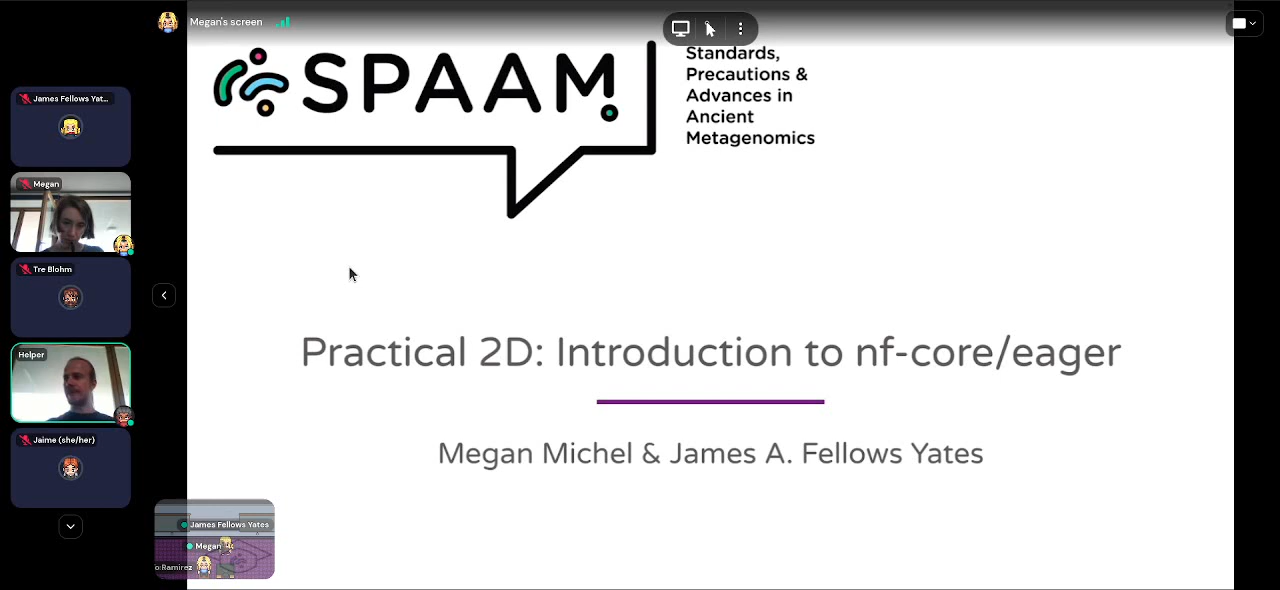 Megan's screen
SPAAM
Standards,
Precautions &
Advances in
Ancient
Metagenomics
James Fellows Yat...
Megan
Tre Blohm
Helper
Jaime (she/her)
Practical 2D: Introduction to nf-core/eager
Megan Michel & James A. Fellows Yates
James Fellows Yates
Megan
o:Ramirez